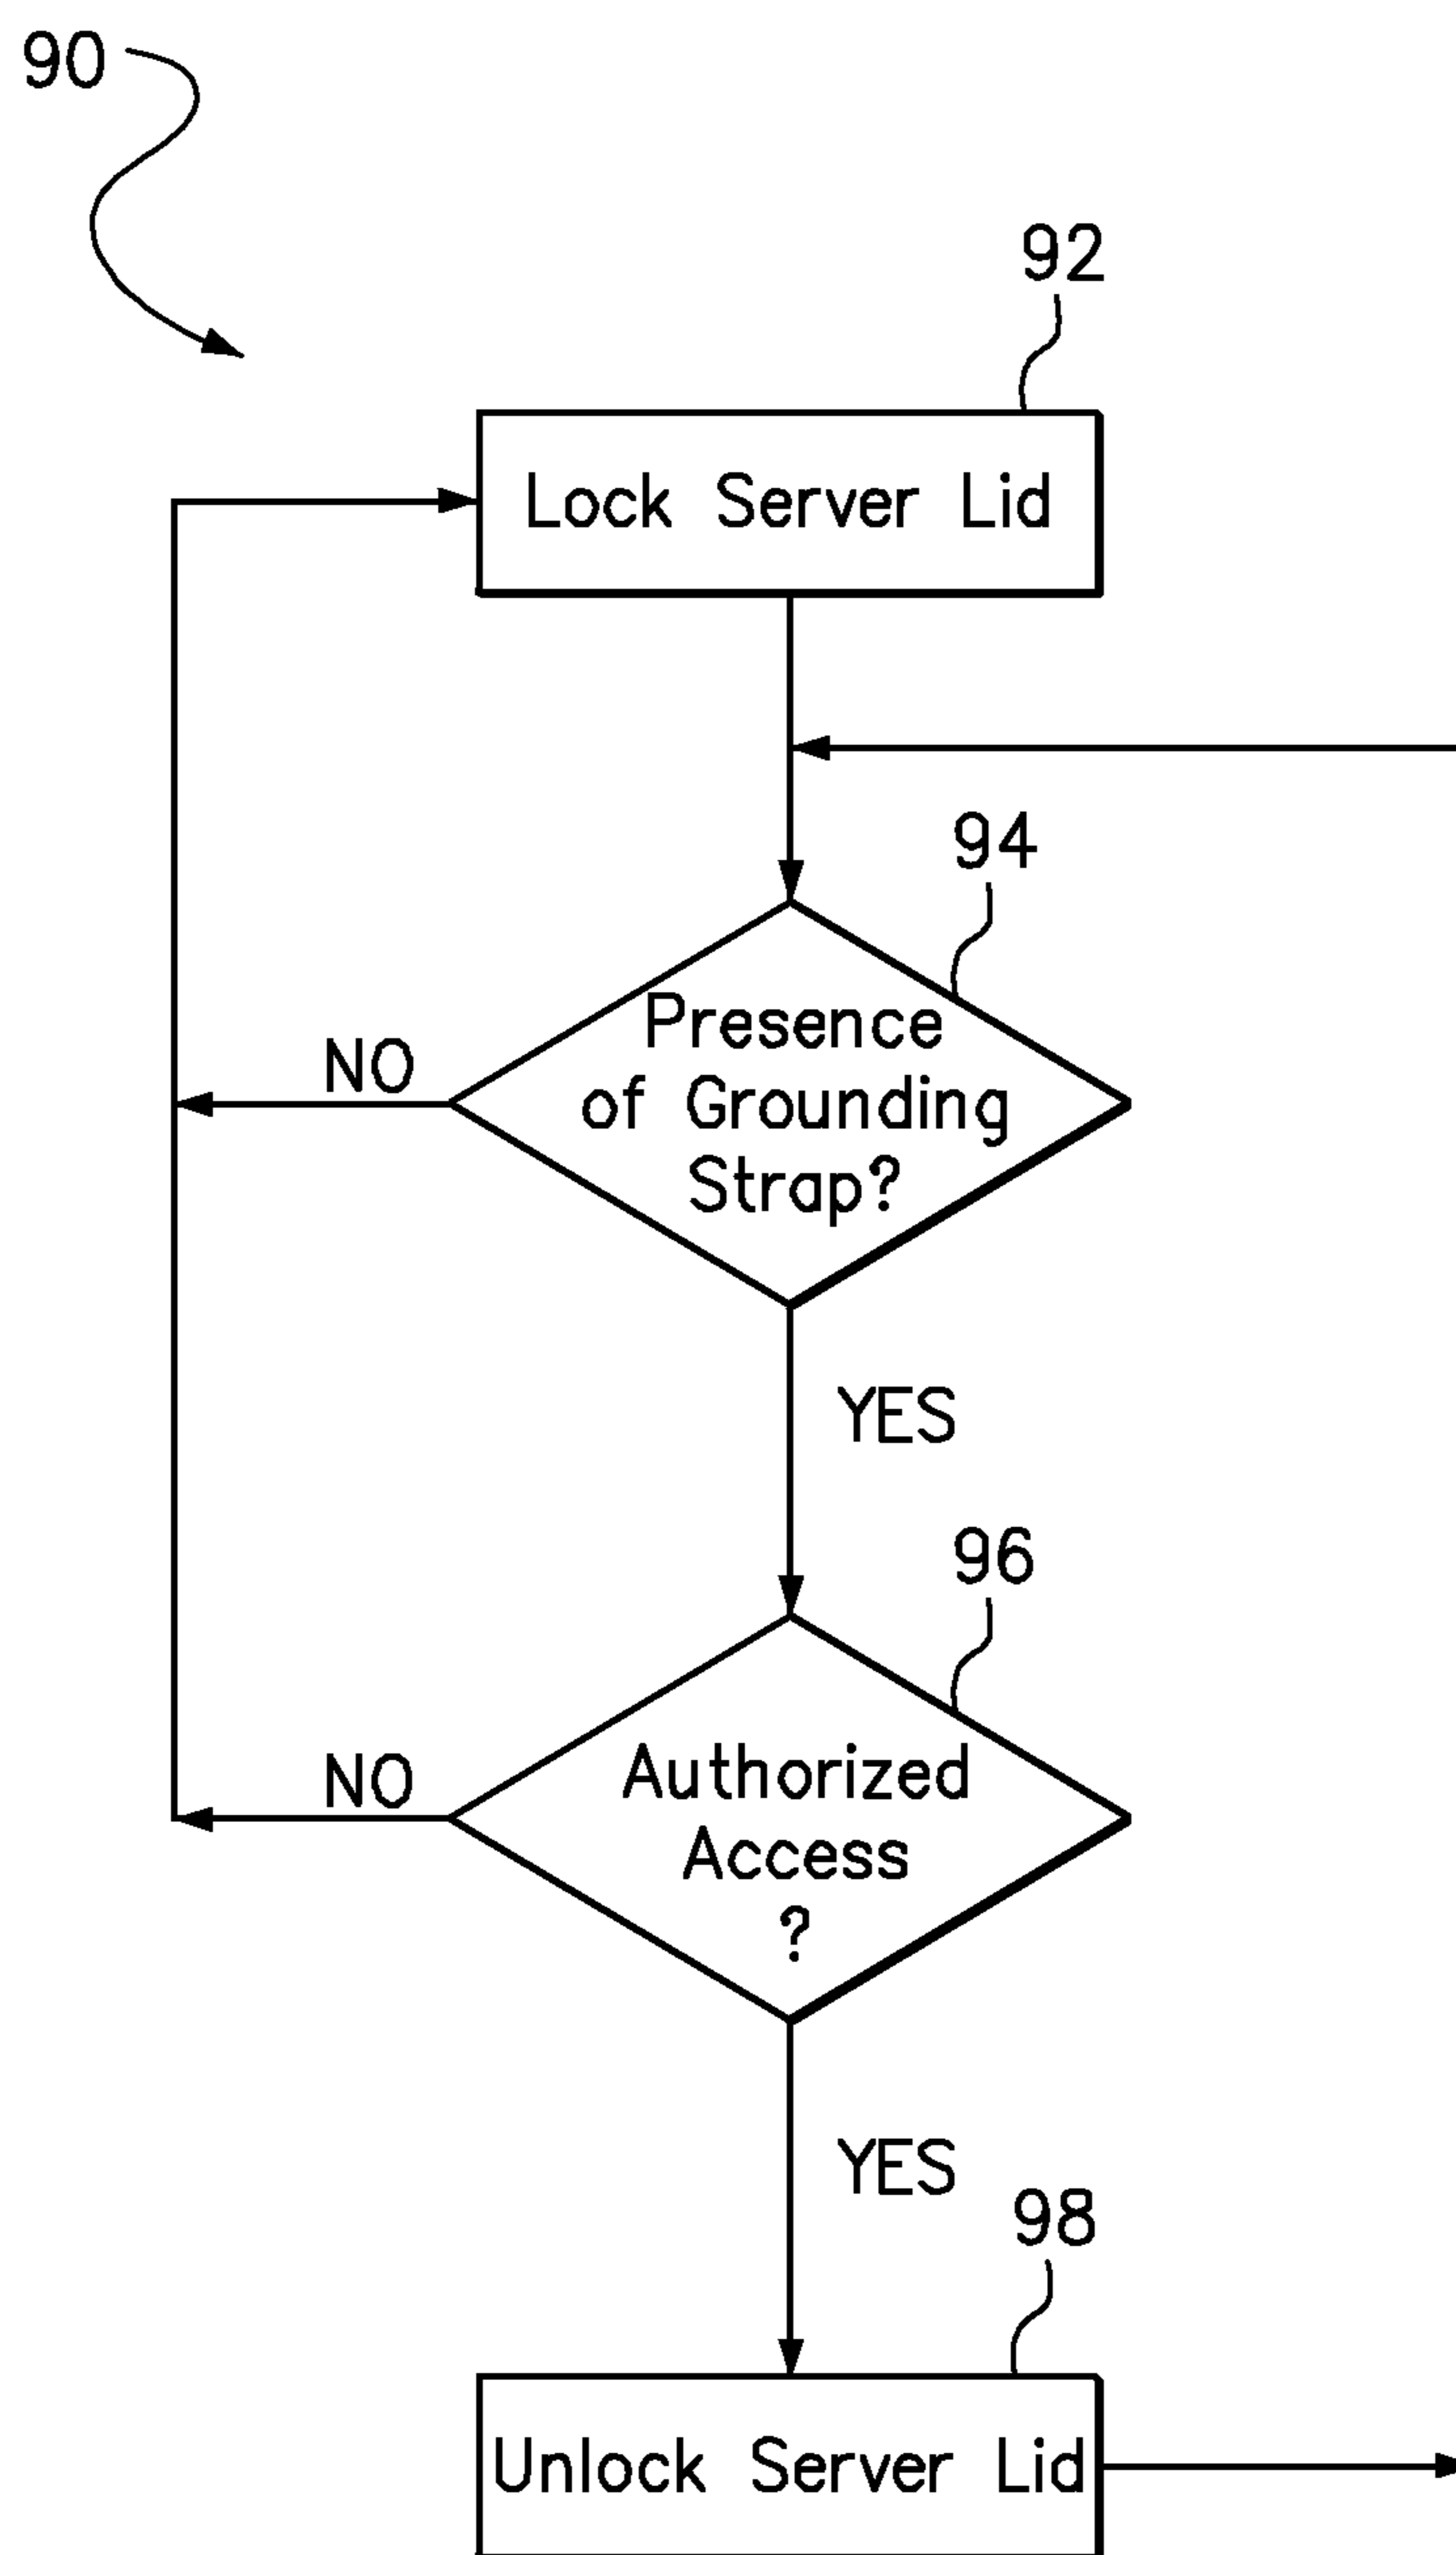 90
92
Lock Server Lid
94
Presence
of Grounding
Strap?
NO
YES
96
Authorized
Access
?
NO
YES
98
Unlock Server Lid